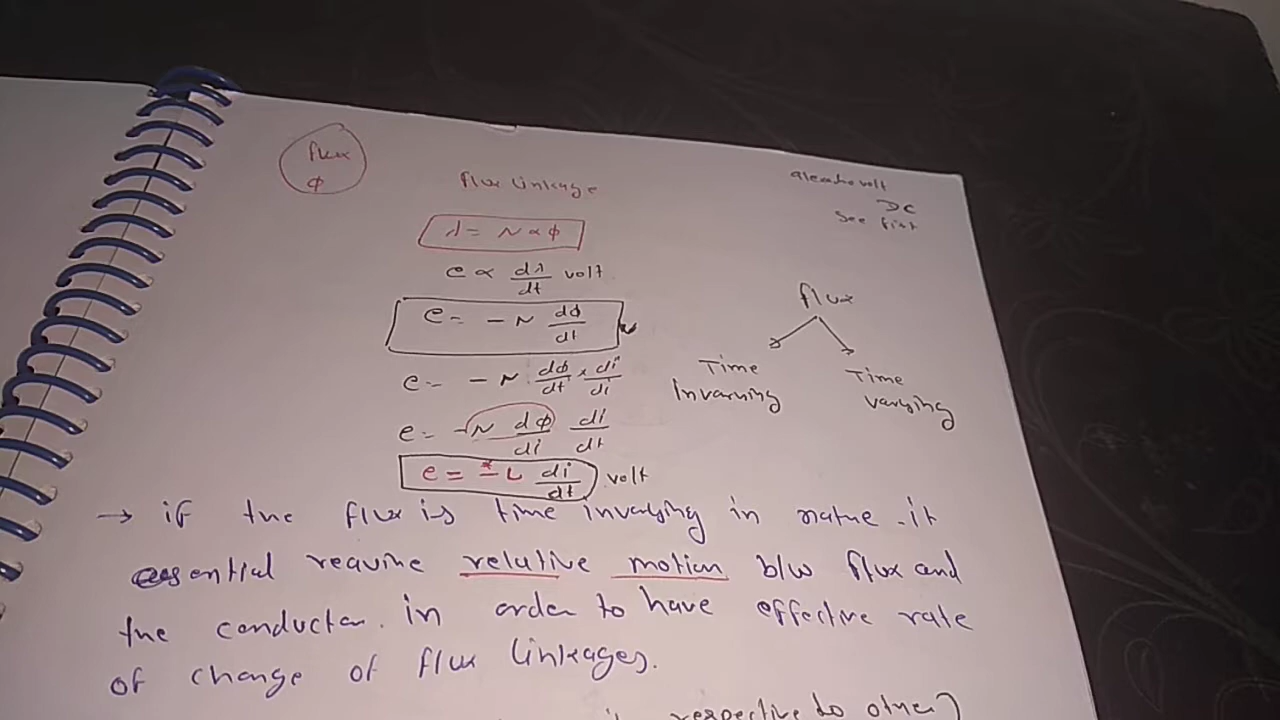 flux
φ
flux linkage
DC
See first
λ = N x φ
e ∝ dλ/dt volt
flux
e = - N dφ/dt
Time Invarying
Time varying
e = - N dφ/dt x di/di
e = -N dφ/di di/dt
e = - L di/dt volt
→ if the flux is time invarying in nature. it
essential require relative motion b/w flux and
the conductor. in order to have effective rate
of change of flux linkages.
respective to other)